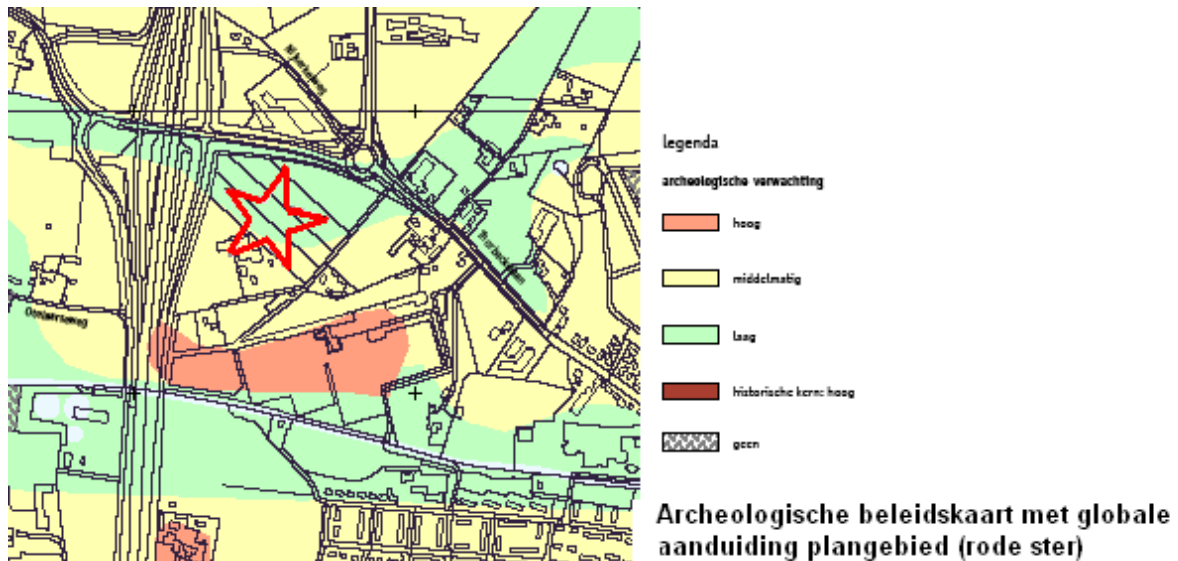 legenda
archeologische verwachting
hoog
middelmatig
laag
historische kern: hoog
geen
Archeologische beleidskaart met globale
aanduiding plangebied (rode ster)